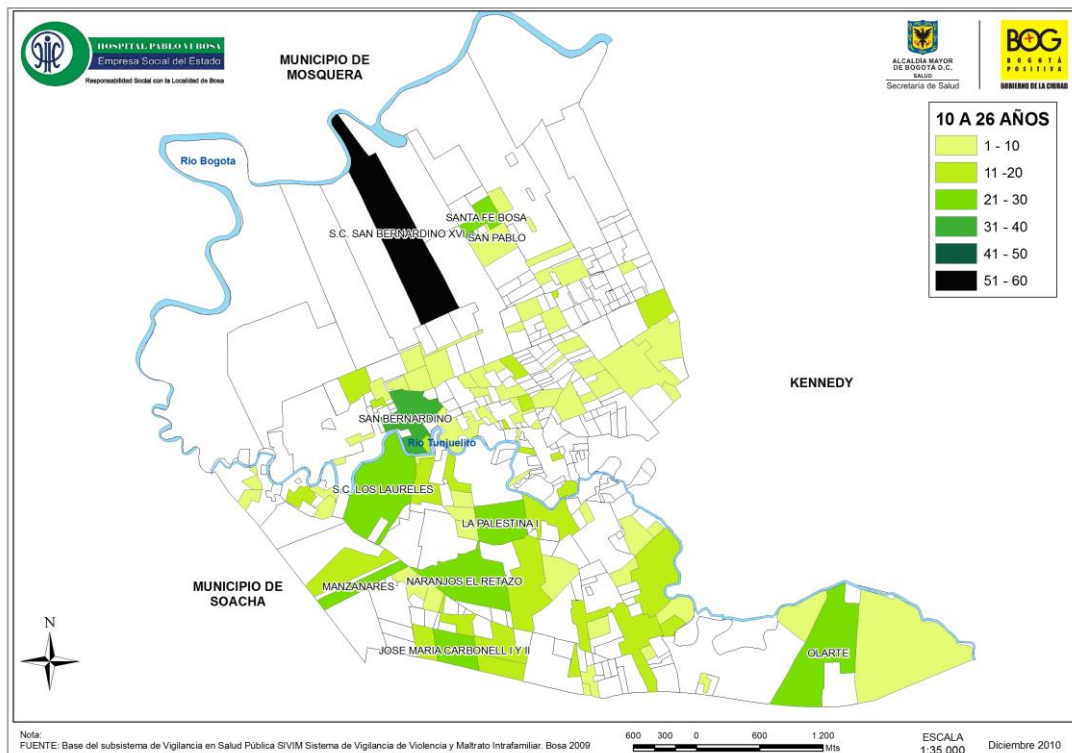 HOSPITAL PABLO VI BOSA
Empresa Social del Estado
Responsabilidad Social con la Localidad de Bosa
MUNICIPIO DE
MOSQUERA
ALCALDÍA MAYOR
DE BOGOTÁ D.C.
SALUD
Secretaría de Salud
BOG
BOGOTÁ
POSITIVA
GOBIERNO DE LA CIUDAD
10 A 26 AÑOS
1 - 10
11 -20
21 - 30
31 - 40
41 - 50
51 - 60
Rio Bogota
SANTA FE BOSA
S.C. SAN BERNARDINO XVI
SAN PABLO
KENNEDY
SAN BERNARDINO
Rio Tunjuelito
S.C. LOS LAURELES
LA PALESTINA I
MUNICIPIO DE
SOACHA
MANZANARES
NARANJOS EL RETAZO
JOSE MARIA CARBONELL I Y II
OLARTE
N
Nota:
FUENTE: Base del subsistema de Vigilancia en Salud Pública SIVIM Sistema de Vigilancia de Violencia y Maltrato Intrafamiliar. Bosa 2009
600 300 0 600 1.200
Mts
ESCALA
1:35.000
Diciembre 2010